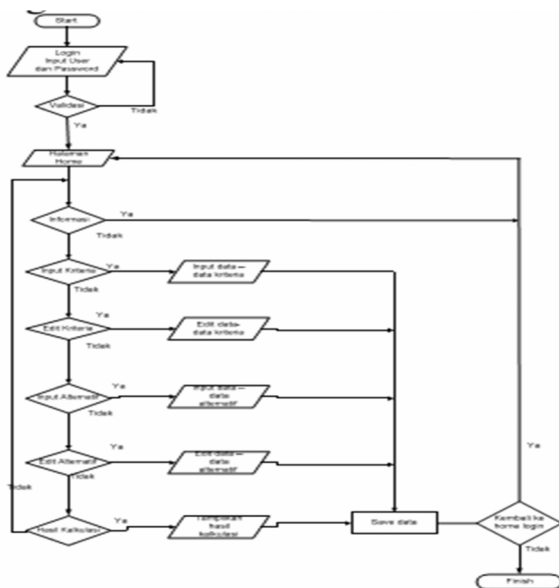 Start
Login
Input User
dan Password
Validasi
Tidak
Ya
Halaman
Home
Informasi
Ya
Tidak
Input Kriteria
Ya
Input data –
data kriteria
Tidak
Edit Kriteria
Ya
Edit data-
data kriteria
Tidak
Input Alternatif
Ya
Input data –
data
alternatif
Tidak
Edit Alternatif
Ya
Edit data –
data
alternatif
Tidak
Tidak
Hasil Kalkulasi
Ya
Tampilkan
hasil
kalkulasi
Save data
Kembali ke
home login
Ya
Tidak
Finish